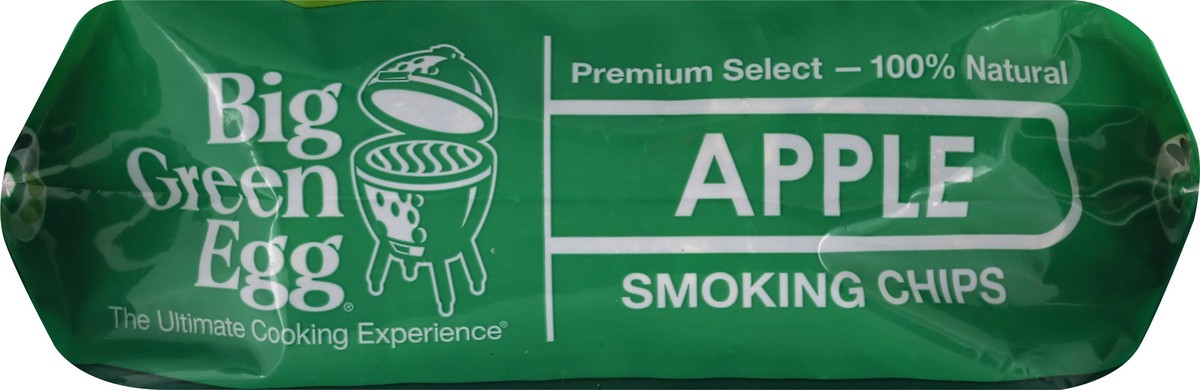 Big
Green
Egg®
The Ultimate Cooking Experience®
Premium Select — 100% Natural
APPLE
SMOKING CHIPS